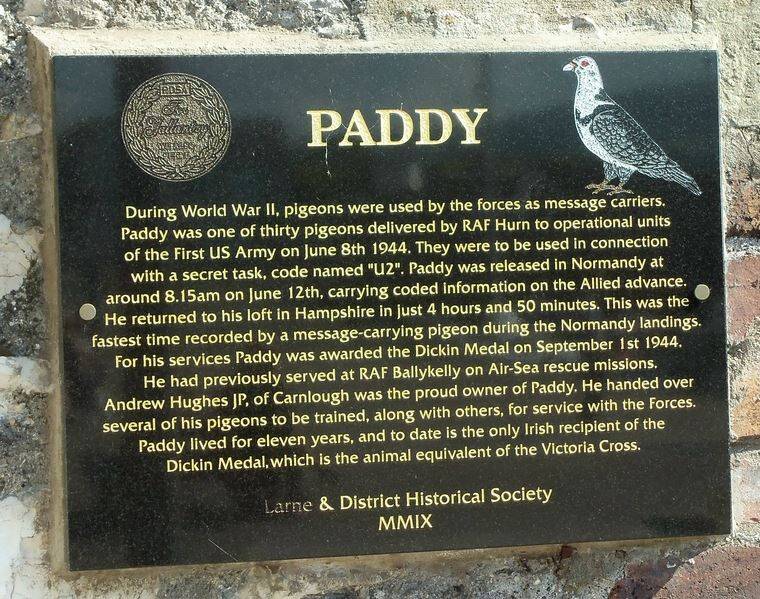 PDSA
For
Gallantry
PADDY
During World War II, pigeons were used by the forces as message carriers.
Paddy was one of thirty pigeons delivered by RAF Hurn to operational units
of the First US Army on June 8th 1944. They were to be used in connection
with a secret task, code named "U2". Paddy was released in Normandy at
around 8.15am on June 12th, carrying coded information on the Allied advance.
He returned to his loft in Hampshire in just 4 hours and 50 minutes. This was the
fastest time recorded by a message-carrying pigeon during the Normandy landings.
For his services Paddy was awarded the Dickin Medal on September 1st 1944.
He had previously served at RAF Ballykelly on Air-Sea rescue missions.
Andrew Hughes JP, of Carnlough was the proud owner of Paddy. He handed over
several of his pigeons to be trained, along with others, for service with the Forces.
Paddy lived for eleven years, and to date is the only Irish recipient of the
Dickin Medal,which is the animal equivalent of the Victoria Cross.
Larne & District Historical Society
MMIX